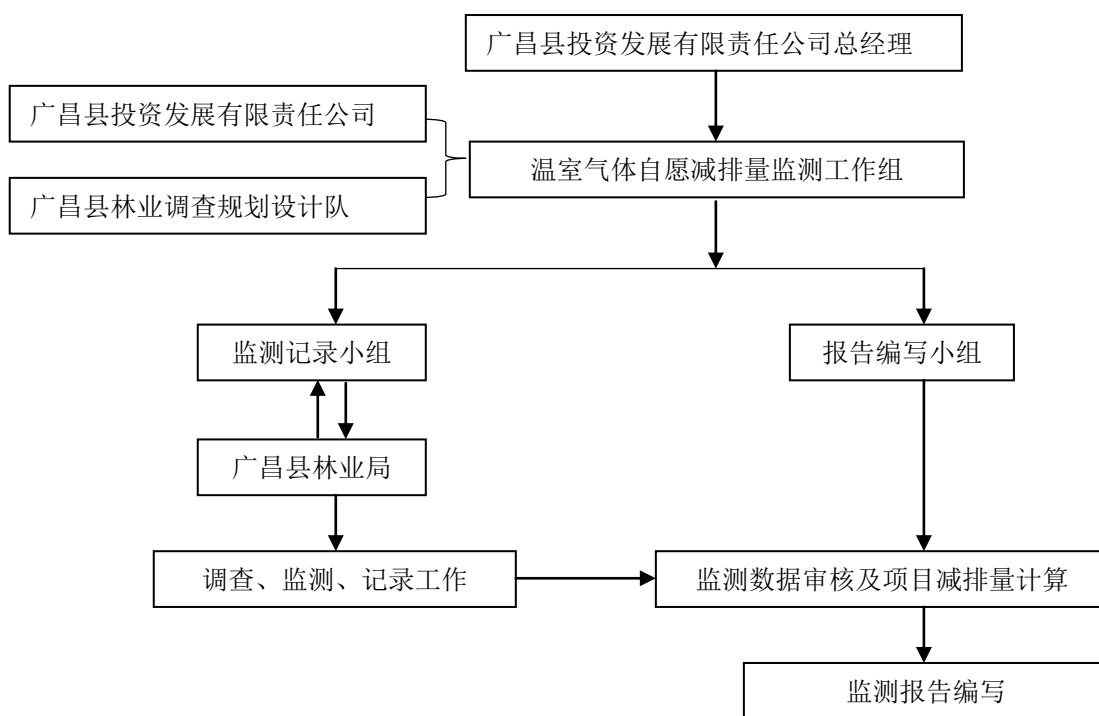 广昌县投资发展有限责任公司总经理
广昌县投资发展有限责任公司
温室气体自愿减排量监测工作组
广昌县林业调查规划设计队
监测记录小组
报告编写小组
广昌县林业局
调查、监测、记录工作
监测数据审核及项目减排量计算
监测报告编写